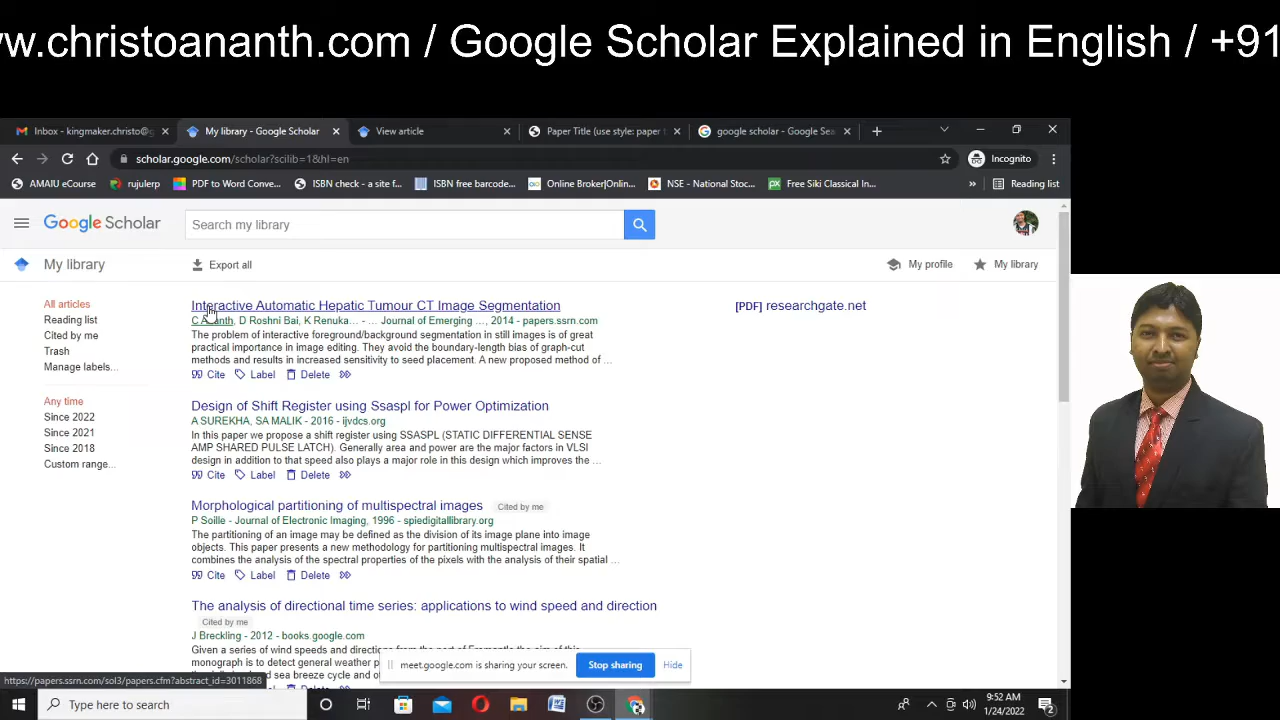 ww.christoananth.com / Google Scholar Explained in English / +91
Inbox - kingmaker.christo@g
My library - Google Scholar
View article
Paper Title (use style: paper t
google scholar - Google Sea
scholar.google.com/scholar?scilib=1&hl=en
Incognito
AMAIU eCourse
rujulerp
PDF to Word Conve...
ISBN check - a site f...
ISBN free barcode...
Online Broker|Onlin...
NSE - National Stoc...
Free Siki Classical In...
Reading list
Google Scholar
Search my library
My library
Export all
My profile
My library
All articles
Reading list
Cited by me
Trash
Manage labels...
Any time
Since 2022
Since 2021
Since 2018
Custom range...
Interactive Automatic Hepatic Tumour CT Image Segmentation
[PDF] researchgate.net
C Ananth, D Roshni Bai, K Renuka... - ... Journal of Emerging ..., 2014 - papers.ssrn.com
The problem of interactive foreground/background segmentation in still images is of great
practical importance in image editing. They avoid the boundary-length bias of graph-cut
methods and results in increased sensitivity to seed placement. A new proposed method of ...
Cite Label Delete
Design of Shift Register using Ssaspl for Power Optimization
A SUREKHA, SA MALIK - 2016 - ijvdcs.org
In this paper we propose a shift register using SSASPL (STATIC DIFFERENTIAL SENSE
AMP SHARED PULSE LATCH). Generally area and power are the major factors in VLSI
design in addition to that speed also plays a major role in this design which improves the ...
Cite Label Delete
Morphological partitioning of multispectral images Cited by me
P Soille - Journal of Electronic Imaging, 1996 - spiedigitallibrary.org
The partitioning of an image may be defined as the division of its image plane into image
objects. This paper presents a new methodology for partitioning multispectral images. It
combines the analysis of the spectral properties of the pixels with the analysis of their spatial ...
Cite Label Delete
The analysis of directional time series: applications to wind speed and direction
Cited by me
J Breckling - 2012 - books.google.com
Given a series of wind speeds and directi
monograph is to detect general weather p
sea breeze cycle and o
meet.google.com is sharing your screen.
Stop sharing
Hide
https://papers.ssrn.com/sol3/papers.cfm?abstract_id=3011868
Type here to search
9:52 AM
1/24/2022
2